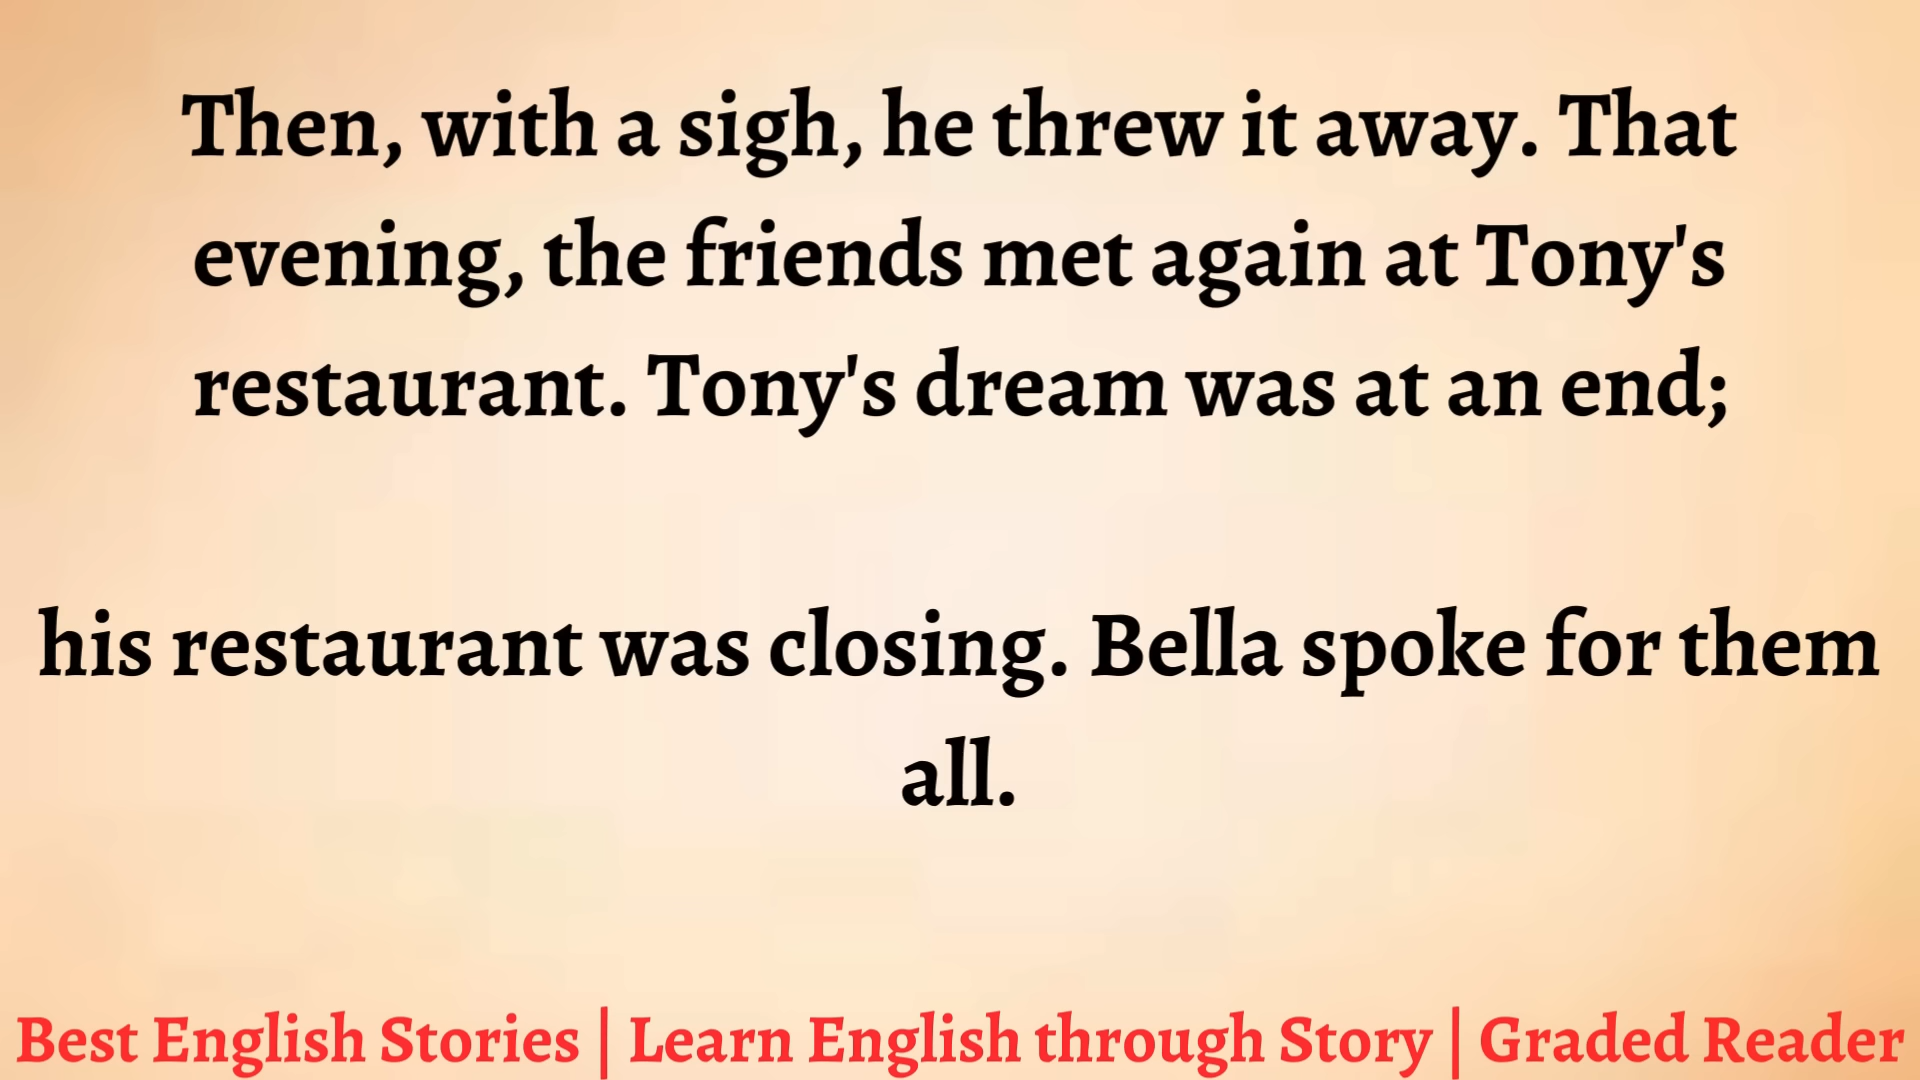 Then, with a sigh, he threw it away. That
evening, the friends met again at Tony's
restaurant. Tony's dream was at an end;
his restaurant was closing. Bella spoke for them
all.
Best English Stories | Learn English through Story | Graded Reader